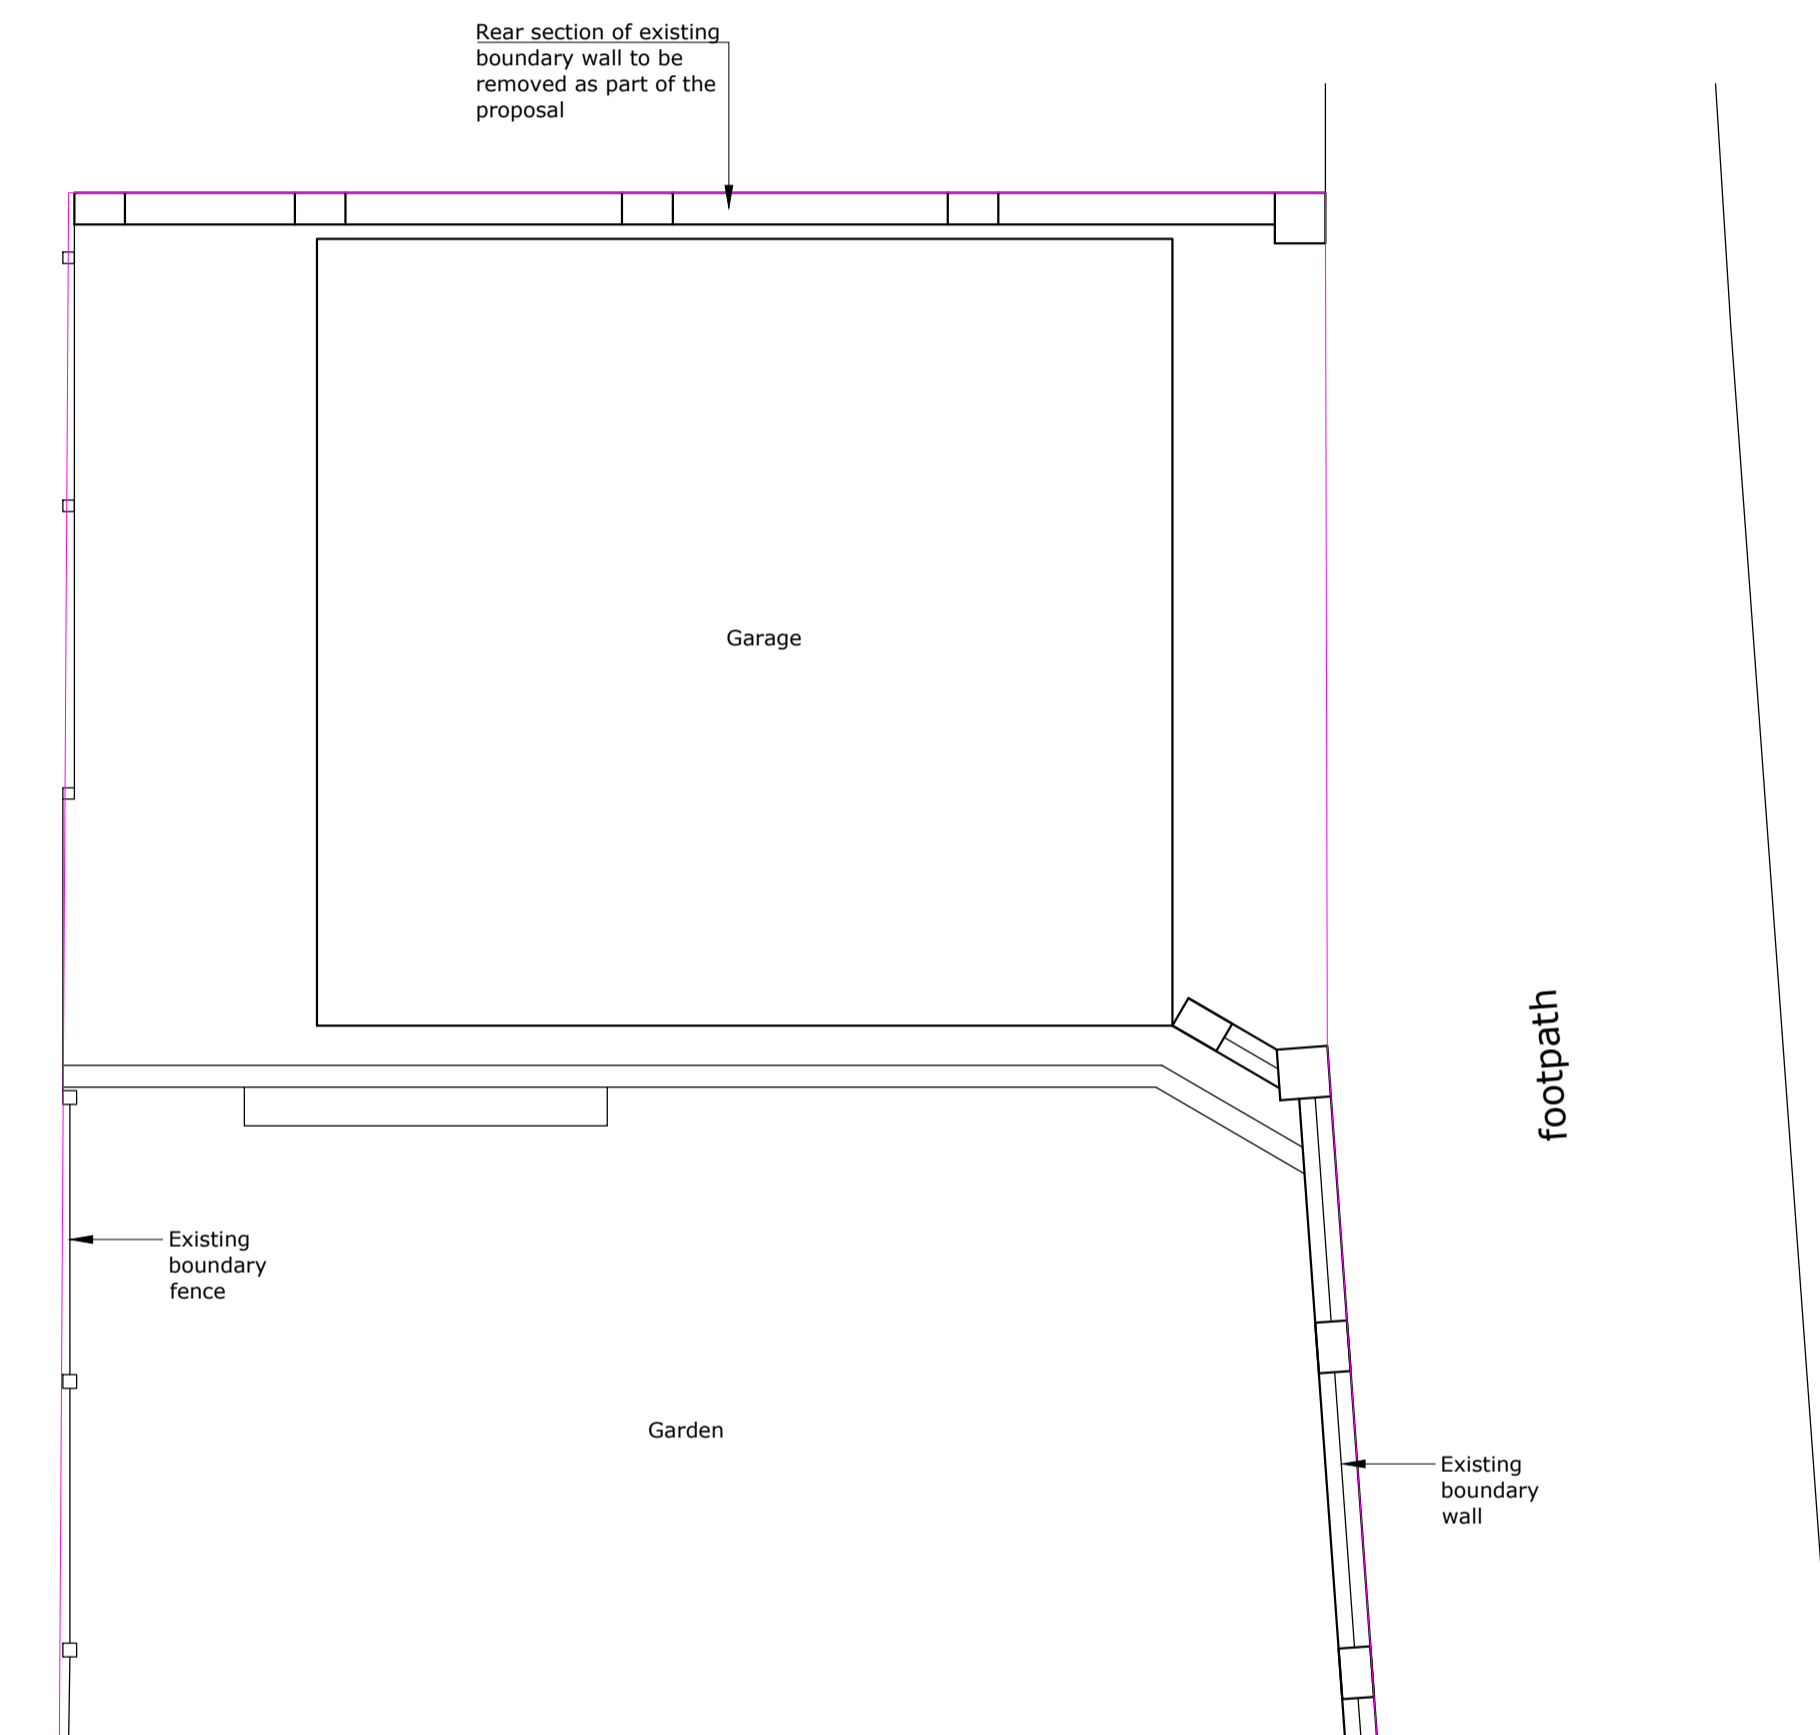 Rear section of existing
boundary wall to be
removed as part of the
proposal
Garage
footpath
Existing
boundary
fence
Garden
Existing
boundary
wall